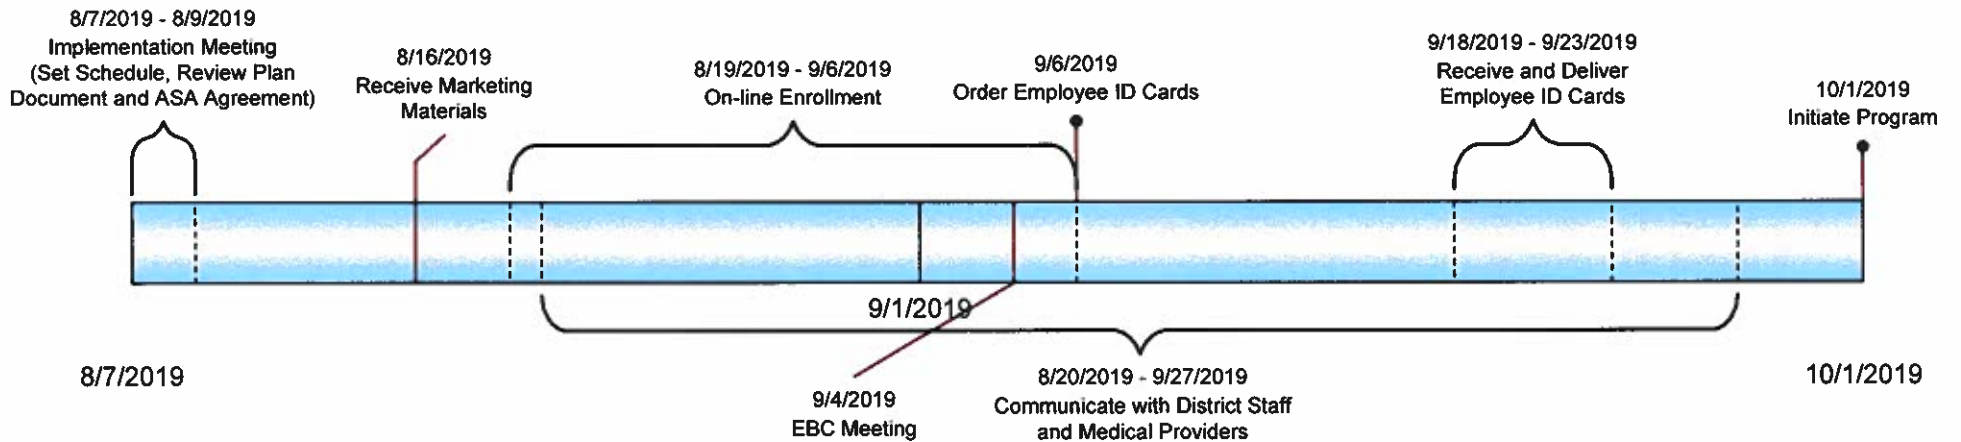 8/7/2019 - 8/9/2019
Implementation Meeting
(Set Schedule, Review Plan
Document and ASA Agreement)
8/16/2019
Receive Marketing
Materials
8/19/2019 - 9/6/2019
On-line Enrollment
9/6/2019
Order Employee ID Cards
9/18/2019 - 9/23/2019
Receive and Deliver
Employee ID Cards
10/1/2019
Initiate Program
9/1/2019
8/7/2019
10/1/2019
9/4/2019
EBC Meeting
8/20/2019 - 9/27/2019
Communicate with District Staff
and Medical Providers